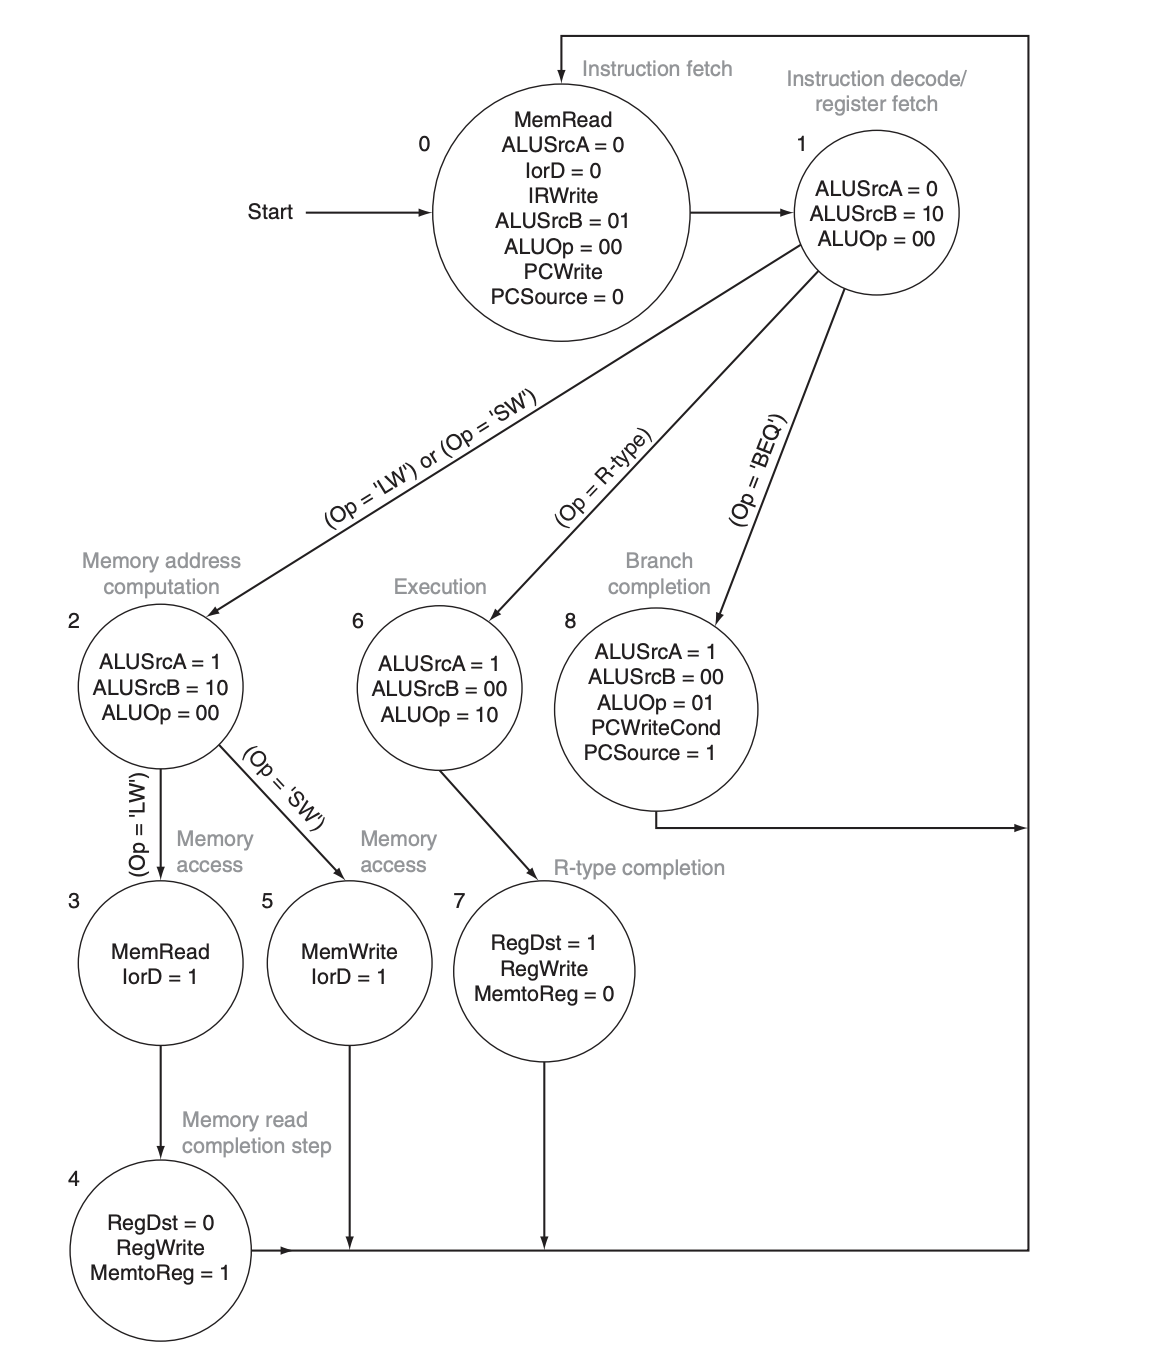 Instruction fetch
Instruction decode/
register fetch
0
MemRead
ALUSrcA = 0
IorD = 0
IRWrite
ALUSrcB = 01
ALUOp = 00
PCWrite
PCSource = 0
1
ALUSrcA = 0
ALUSrcB = 10
ALUOp = 00
Start
(Op = 'LW') or (Op = 'SW')
(Op = R-type)
(Op = 'BEQ')
Memory address
computation
2
ALUSrcA = 1
ALUSrcB = 10
ALUOp = 00
Execution
6
ALUSrcA = 1
ALUSrcB = 00
ALUOp = 10
Branch
completion
8
ALUSrcA = 1
ALUSrcB = 00
ALUOp = 01
PCWriteCond
PCSource = 1
(Op = 'LW')
(Op = 'SW')
Memory
access
3
MemRead
IorD = 1
Memory
access
5
MemWrite
IorD = 1
R-type completion
7
RegDst = 1
RegWrite
MemtoReg = 0
Memory read
completion step
4
RegDst = 0
RegWrite
MemtoReg = 1